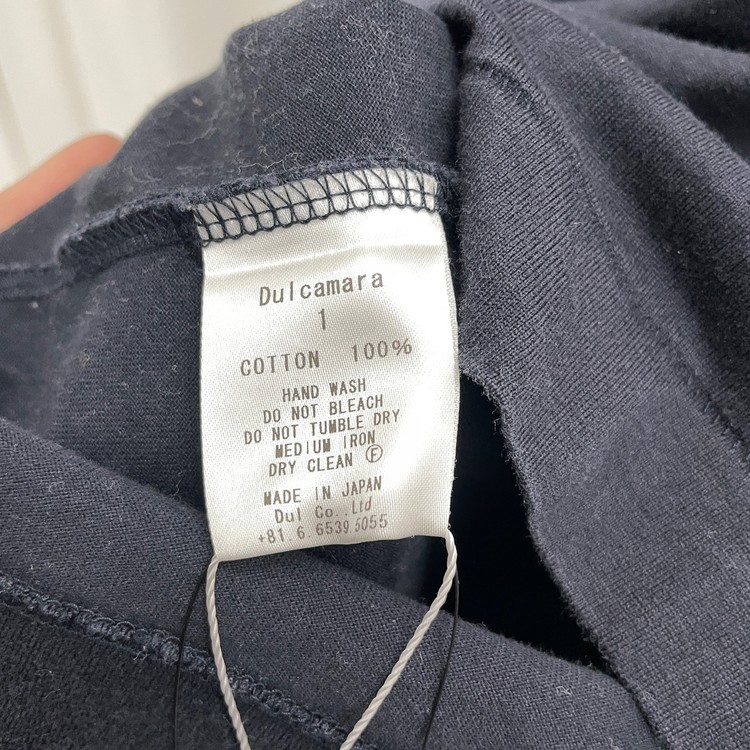 Dulcamara
1
COTTON 100%
HAND WASH
DO NOT BLEACH
DO NOT TUMBLE DRY
MEDIUM IRON
DRY CLEAN Ⓕ
MADE IN JAPAN
Dul Co.,Ltd
+81.6.6539.5055